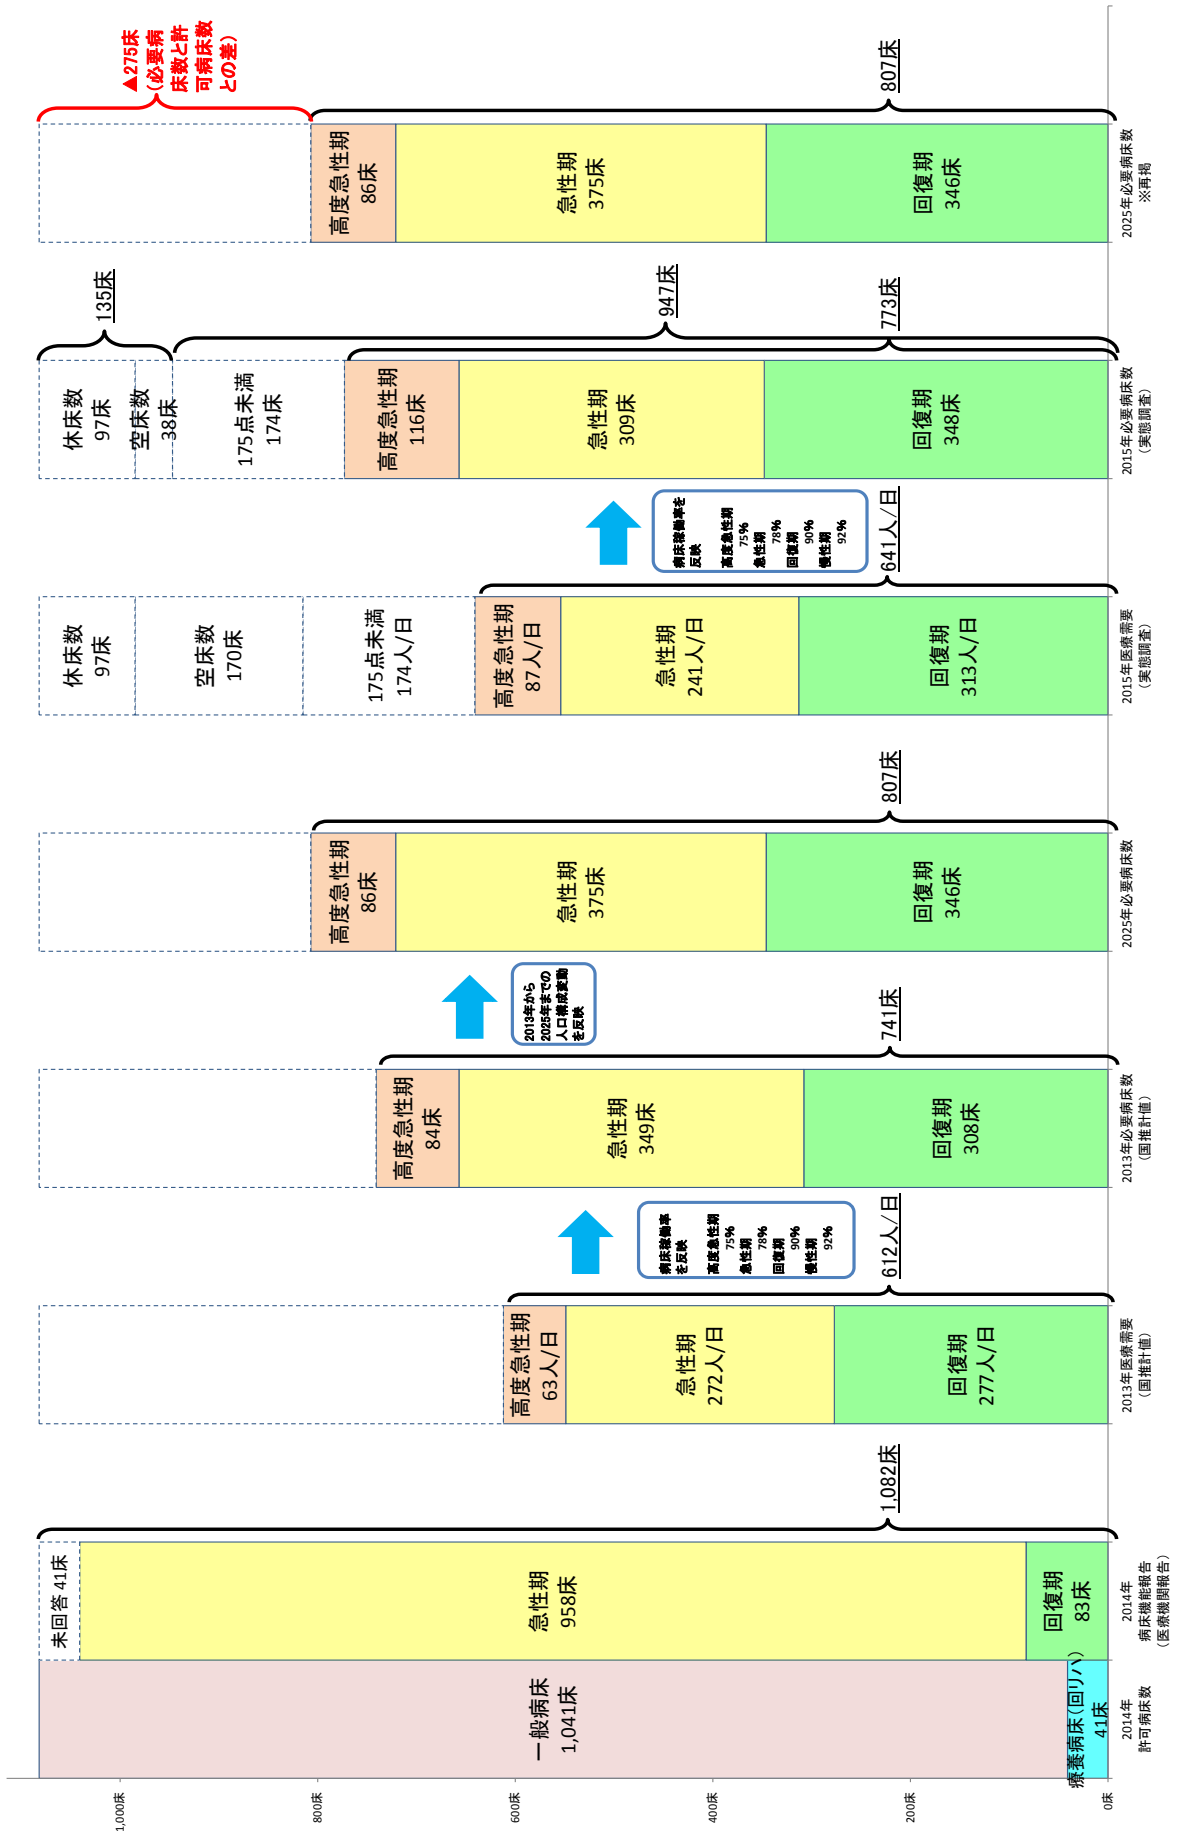 1,000床
800床
600床
400床
200床
0床
一般病床
1,041床
療養病床(回リハ)
41床
2014年
許可病床数
未回答 41床
急性期
958床
回復期
83床
1,082床
2014年
病床機能報告
(医療機関報告)
高度急性期
63人/日
急性期
272人/日
回復期
277人/日
612人/日
2013年医療需要
(国推計値)
病床稼働率
を反映
高度急性期
75%
急性期
78%
回復期
90%
慢性期
92%
高度急性期
84床
急性期
349床
回復期
308床
741床
2013年必要病床数
(国推計値)
2013年から
2025年までの
人口構成変動
を反映
高度急性期
86床
急性期
375床
回復期
346床
807床
2025年必要病床数
休床数
97床
空床数
170床
175点未満
174人/日
高度急性期
87人/日
急性期
241人/日
回復期
313人/日
641人/日
2015年医療需要
(実態調査)
病床稼働率を
反映
高度急性期
75%
急性期
78%
回復期
90%
慢性期
92%
休床数
97床
空床数
38床
175点未満
174床
高度急性期
116床
急性期
309床
回復期
348床
135床
947床
773床
2015年必要病床数
(実態調査)
▲275床
(必要病
床数と許
可病床数
との差)
高度急性期
86床
急性期
375床
回復期
346床
807床
2025年必要病床数
※再掲